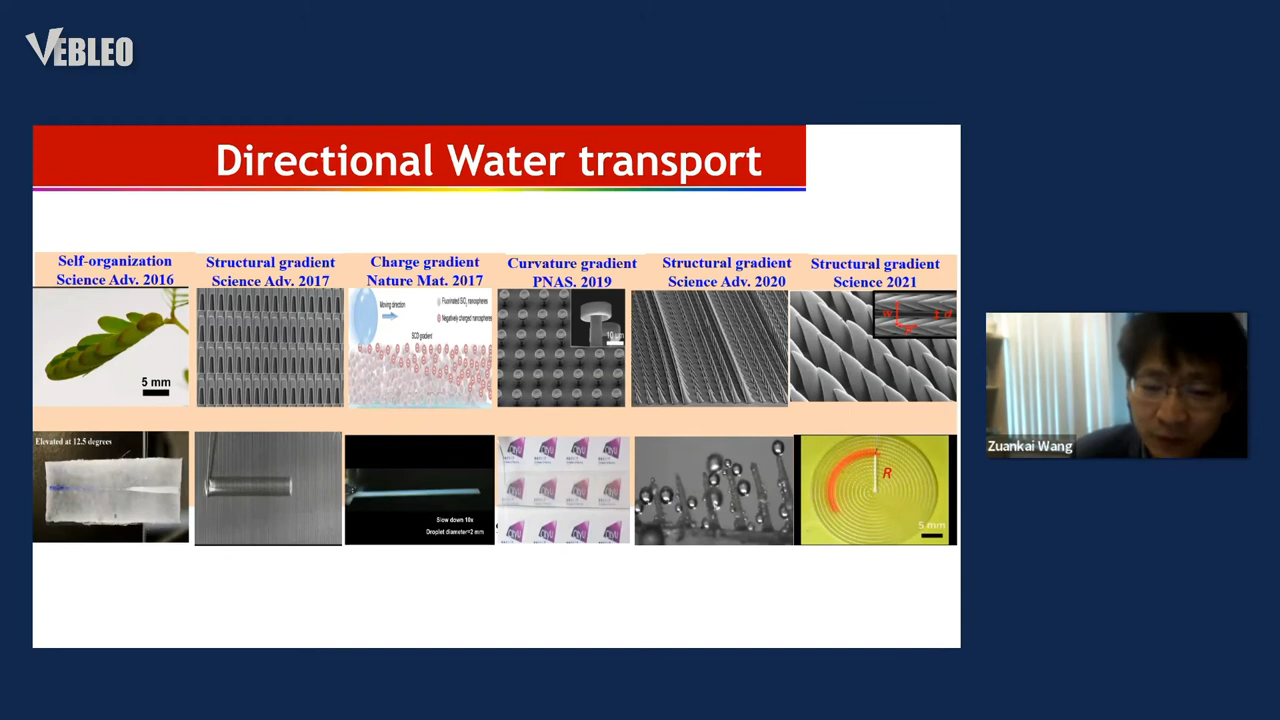 VEBLEO
Directional Water transport
Self-organization
Science Adv. 2016
Structural gradient
Science Adv. 2017
Charge gradient
Nature Mat. 2017
Curvature gradient
PNAS. 2019
Structural gradient
Science Adv. 2020
Structural gradient
Science 2021
5 mm
Moving direction
Fluorinated SiO2 nanospheres
Negatively charged nanospheres
SCD gradient
10 μm
w
d
Elevated at 12.5 degrees
Slow down 10x
Droplet diameter=2 mm
R
5 mm
Zuankai Wang